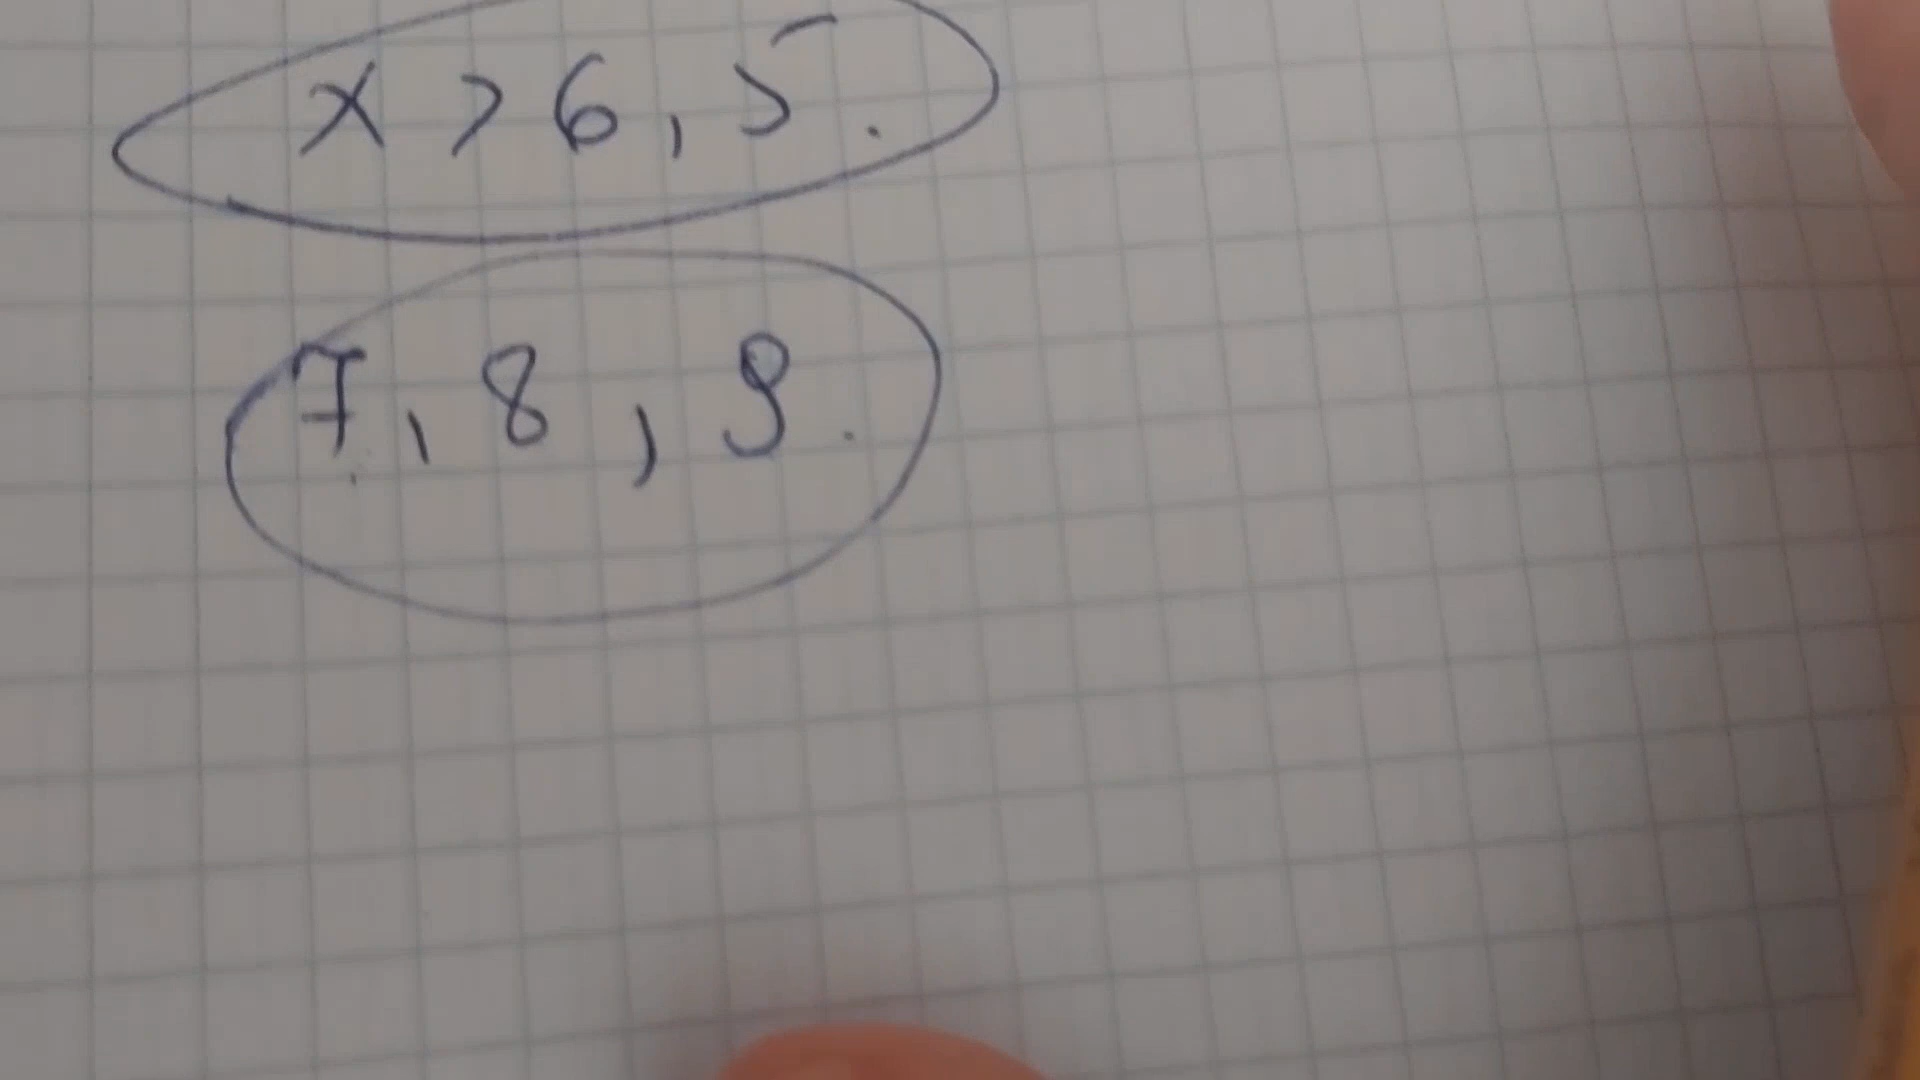 x > 6,5.
7, 8, 9.